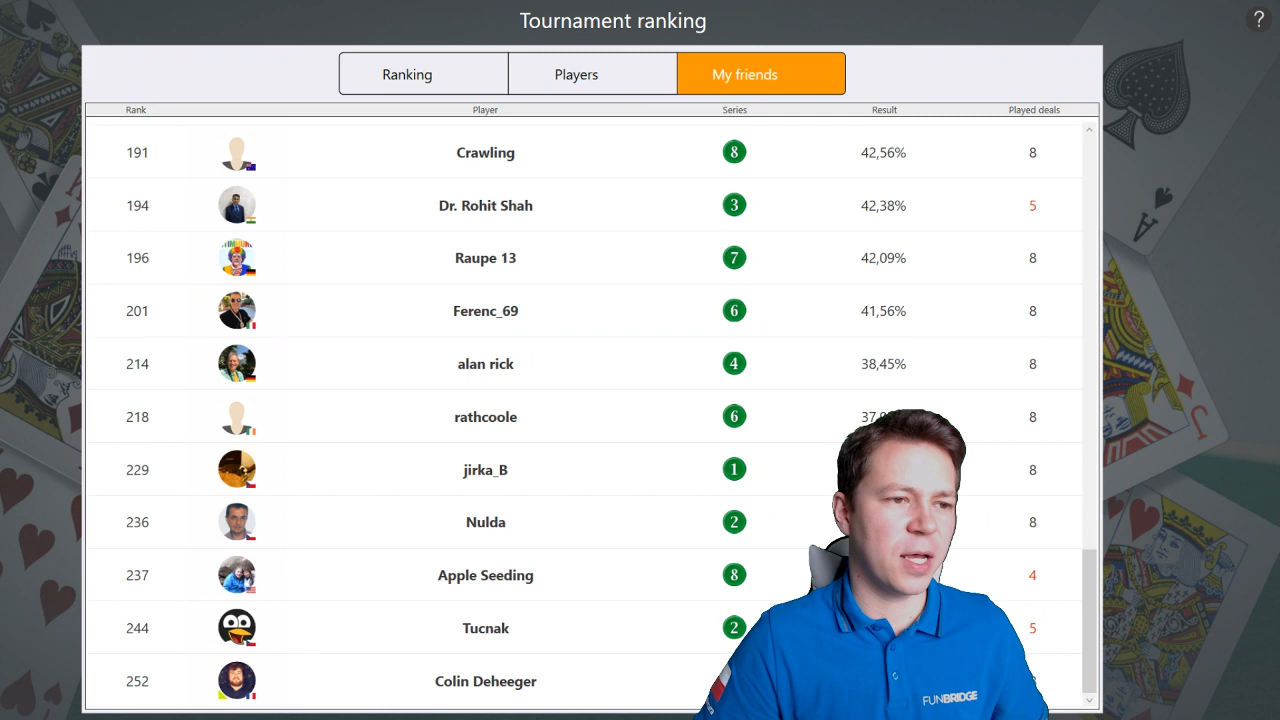 Tournament ranking
?
Ranking Players My friends
Rank Player Series Result Played deals
191 Crawling 8 42,56% 8
194 Dr. Rohit Shah 3 42,38% 5
196 Raupe 13 7 42,09% 8
201 Ferenc_69 6 41,56% 8
214 alan rick 4 38,45% 8
218 rathcoole 6 8
229 jirka_B 1 8
236 Nulda 2 8
237 Apple Seeding 8 4
244 Tucnak 2 5
252 Colin Deheeger
FUNBRIDGE
A
J